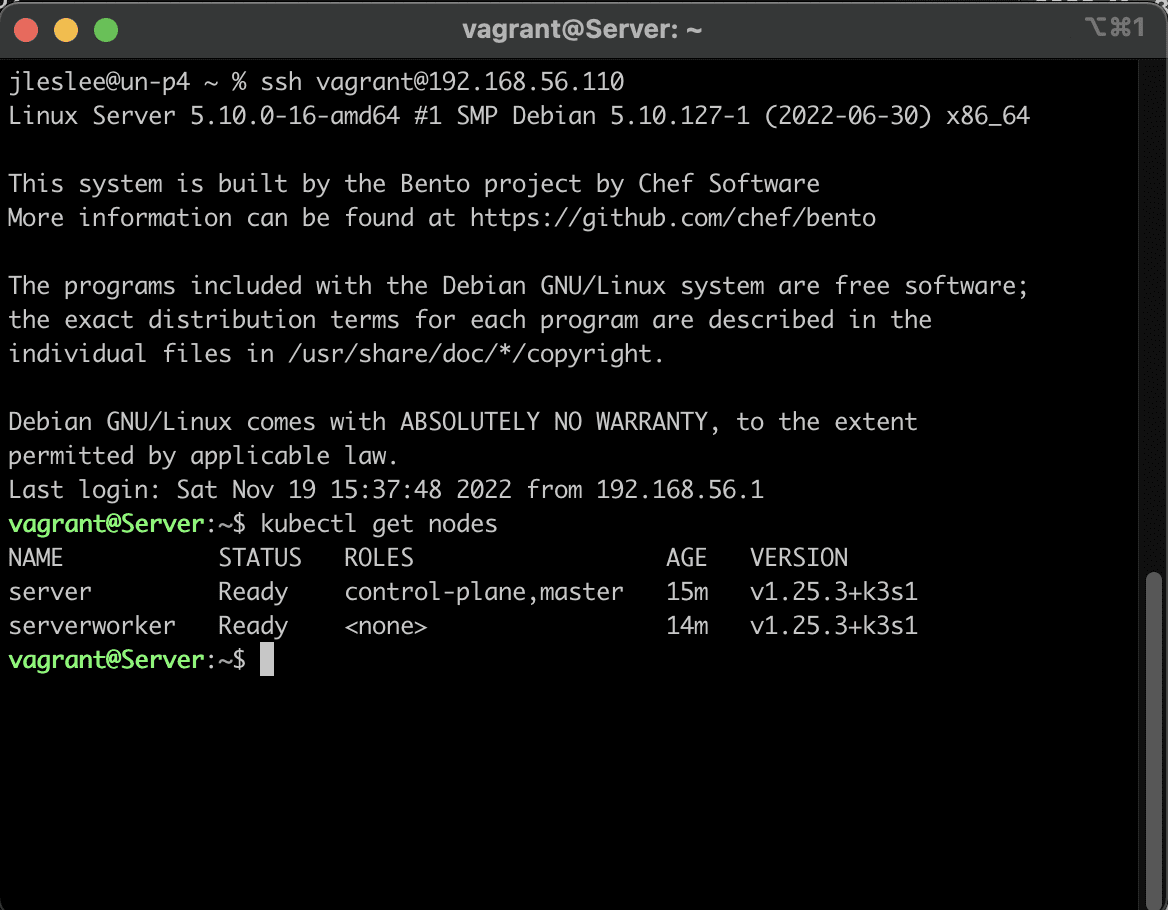 vagrant@Server: ~
⌥⌘1
jleslee@un-p4 ~ % ssh vagrant@192.168.56.110
Linux Server 5.10.0-16-amd64 #1 SMP Debian 5.10.127-1 (2022-06-30) x86_64
This system is built by the Bento project by Chef Software
More information can be found at https://github.com/chef/bento
The programs included with the Debian GNU/Linux system are free software;
the exact distribution terms for each program are described in the
individual files in /usr/share/doc/*/copyright.
Debian GNU/Linux comes with ABSOLUTELY NO WARRANTY, to the extent
permitted by applicable law.
Last login: Sat Nov 19 15:37:48 2022 from 192.168.56.1
vagrant@Server:~$ kubectl get nodes
NAME           STATUS   ROLES                  AGE   VERSION
server         Ready    control-plane,master   15m   v1.25.3+k3s1
serverworker   Ready    <none>                 14m   v1.25.3+k3s1
vagrant@Server:~$